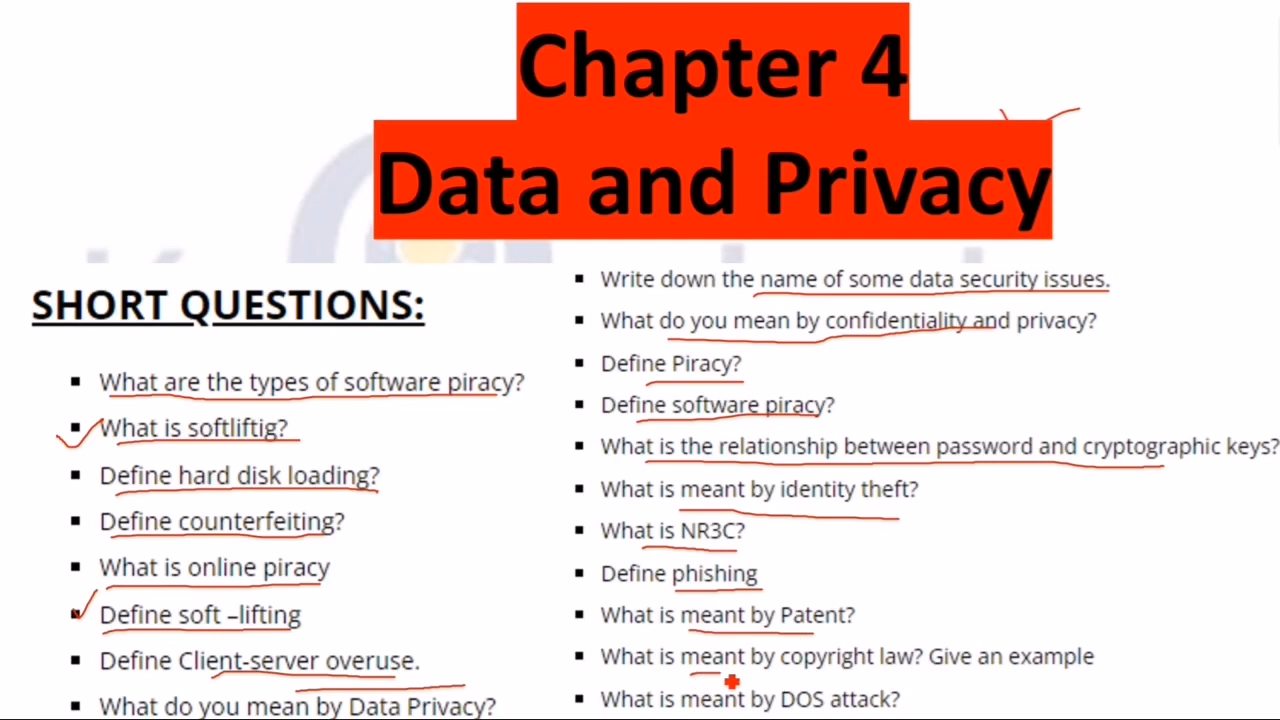 Chapter 4
Data and Privacy
SHORT QUESTIONS:
▪ What are the types of software piracy?
▪ What is softliftig?
▪ Define hard disk loading?
▪ Define counterfeiting?
▪ What is online piracy
▪ Define soft –lifting
▪ Define Client-server overuse.
▪ What do you mean by Data Privacy?
▪ Write down the name of some data security issues.
▪ What do you mean by confidentiality and privacy?
▪ Define Piracy?
▪ Define software piracy?
▪ What is the relationship between password and cryptographic keys?
▪ What is meant by identity theft?
▪ What is NR3C?
▪ Define phishing
▪ What is meant by Patent?
▪ What is meant by copyright law? Give an example
▪ What is meant by DOS attack?